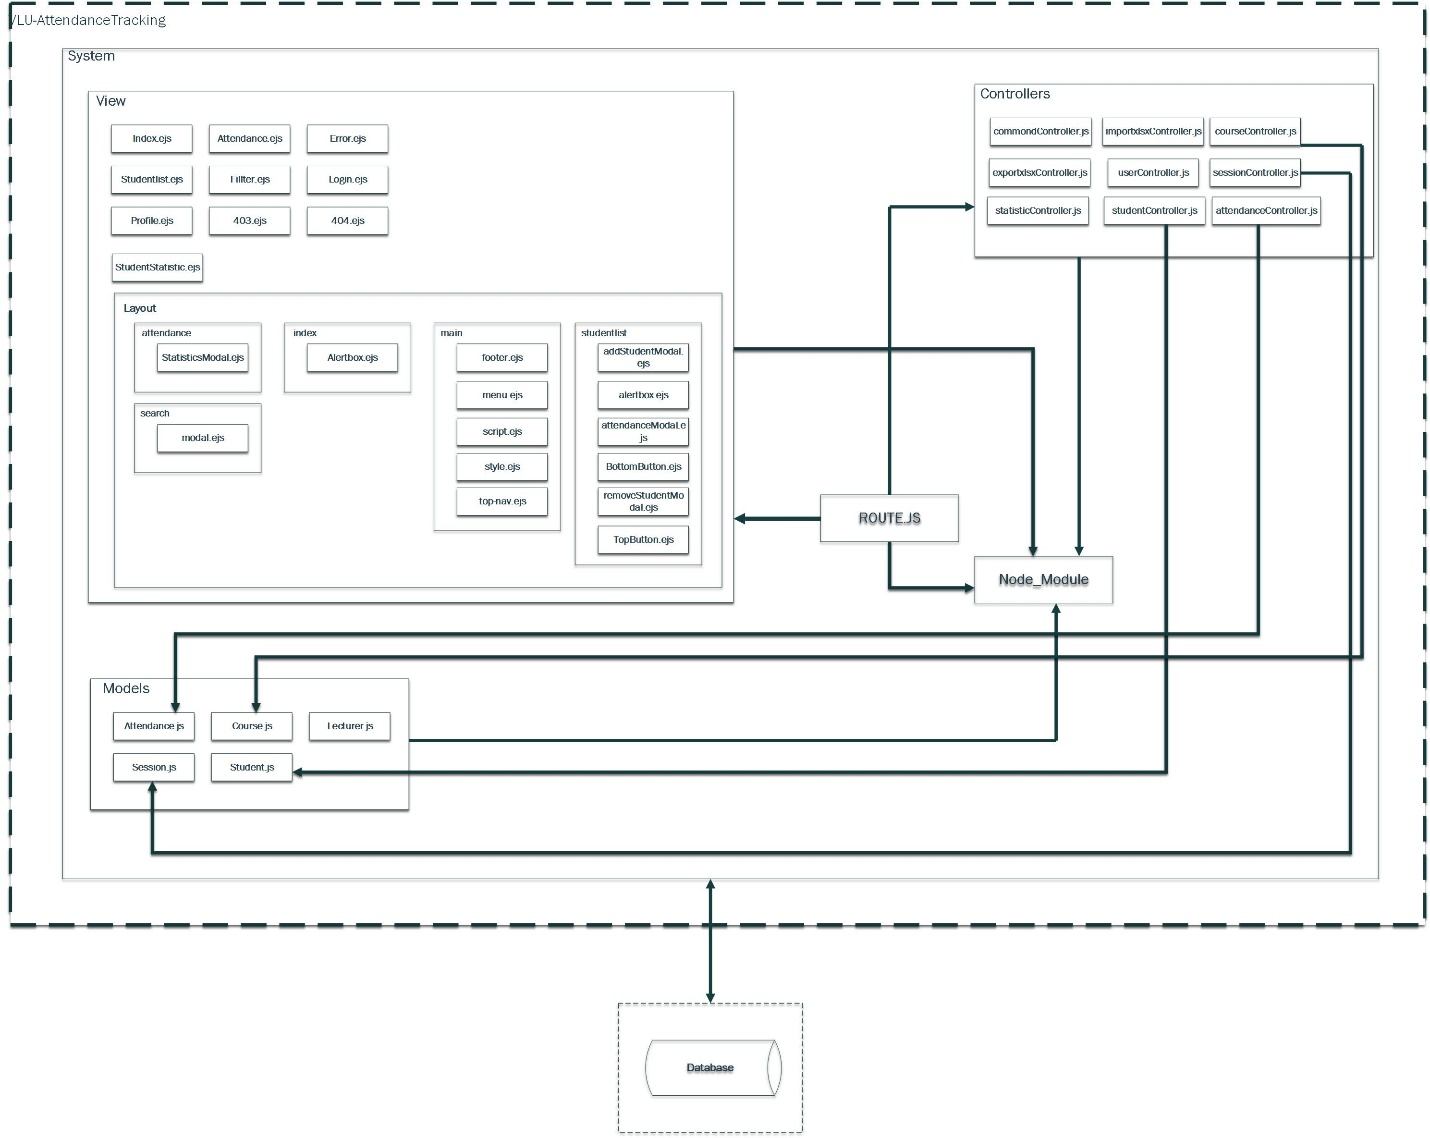 VLU-AttendanceTracking
System
View
Index.ejs
Attendance.ejs
Error.ejs
Studentlist.ejs
Fillter.ejs
Login.ejs
Profile.ejs
403.ejs
404.ejs
StudentStatistic.ejs
Layout
attendance
StatisticsModal.ejs
index
Alertbox.ejs
main
footer.ejs
menu.ejs
script.ejs
style.ejs
top-nav.ejs
studentlist
addStudentModal.
ejs
alertbox.ejs
attendanceModal.e
js
BottomButton.ejs
removeStudentMo
dal.ejs
TopButton.ejs
search
modal.ejs
Controllers
commondController.js
importxlsxController.js
courseController.js
exportxlsxController.js
userController.js
sessionController.js
statisticController.js
studentController.js
attendanceController.js
ROUTE.JS
Node_Module
Models
Attendance.js
Course.js
Lecturer.js
Session.js
Student.js
Database